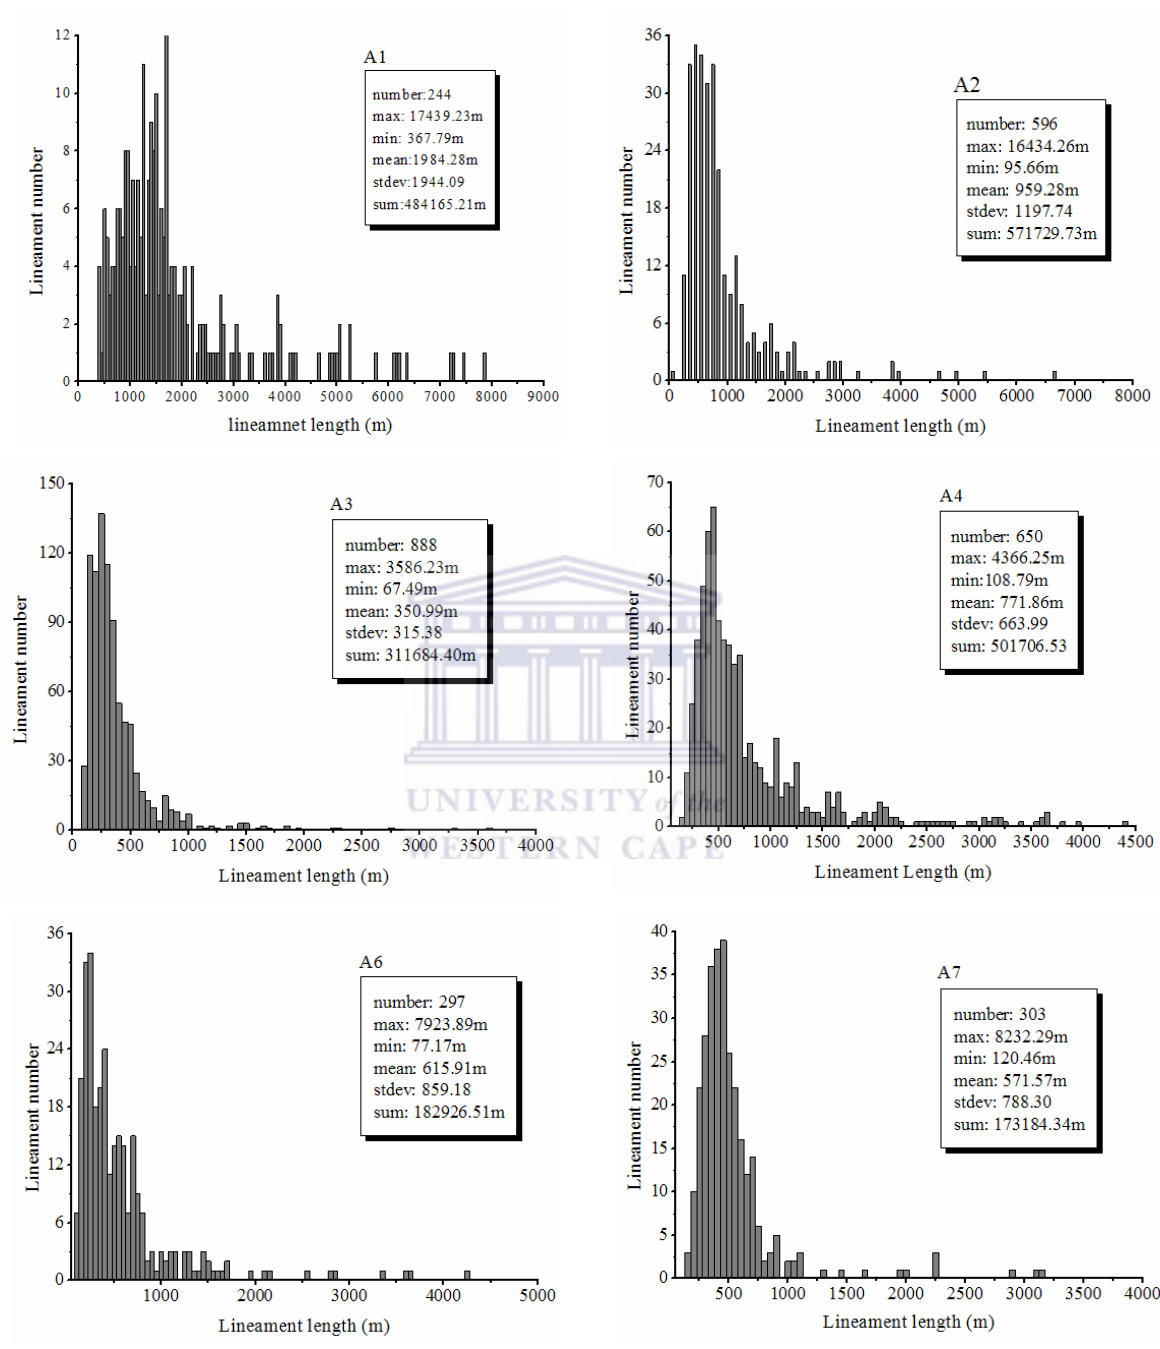 A1
number:244
max: 17439.23m
min: 367.79m
mean:1984.28m
stdev:1944.09
sum:484165.21m
12
10
8
6
4
2
0
Lineament number
0 1000 2000 3000 4000 5000 6000 7000 8000 9000
lineamnet length (m)
A2
number: 596
max: 16434.26m
min: 95.66m
mean: 959.28m
stdev: 1197.74
sum: 571729.73m
36
30
24
18
12
6
0
Lineament number
0 1000 2000 3000 4000 5000 6000 7000 8000
Lineament length (m)
A3
number: 888
max: 3586.23m
min: 67.49m
mean: 350.99m
stdev: 315.38
sum: 311684.40m
150
120
90
60
30
0
Lineament number
0 500 1000 1500 2000 2500 3000 3500 4000
Lineament length (m)
A4
number: 650
max: 4366.25m
min:108.79m
mean: 771.86m
stdev: 663.99
sum: 501706.53
70
60
50
40
30
20
10
0
Lineament number
500 1000 1500 2000 2500 3000 3500 4000 4500
Lineament Length (m)
UNIVERSITY of the
WESTERN CAPE
A6
number: 297
max: 7923.89m
min: 77.17m
mean: 615.91m
stdev: 859.18
sum: 182926.51m
36
30
24
18
12
6
0
Lineament number
1000 2000 3000 4000 5000
Lineament length (m)
A7
number: 303
max: 8232.29m
min: 120.46m
mean: 571.57m
stdev: 788.30
sum: 173184.34m
40
35
30
25
20
15
10
5
0
Lineament number
500 1000 1500 2000 2500 3000 3500 4000
Lineament length (m)